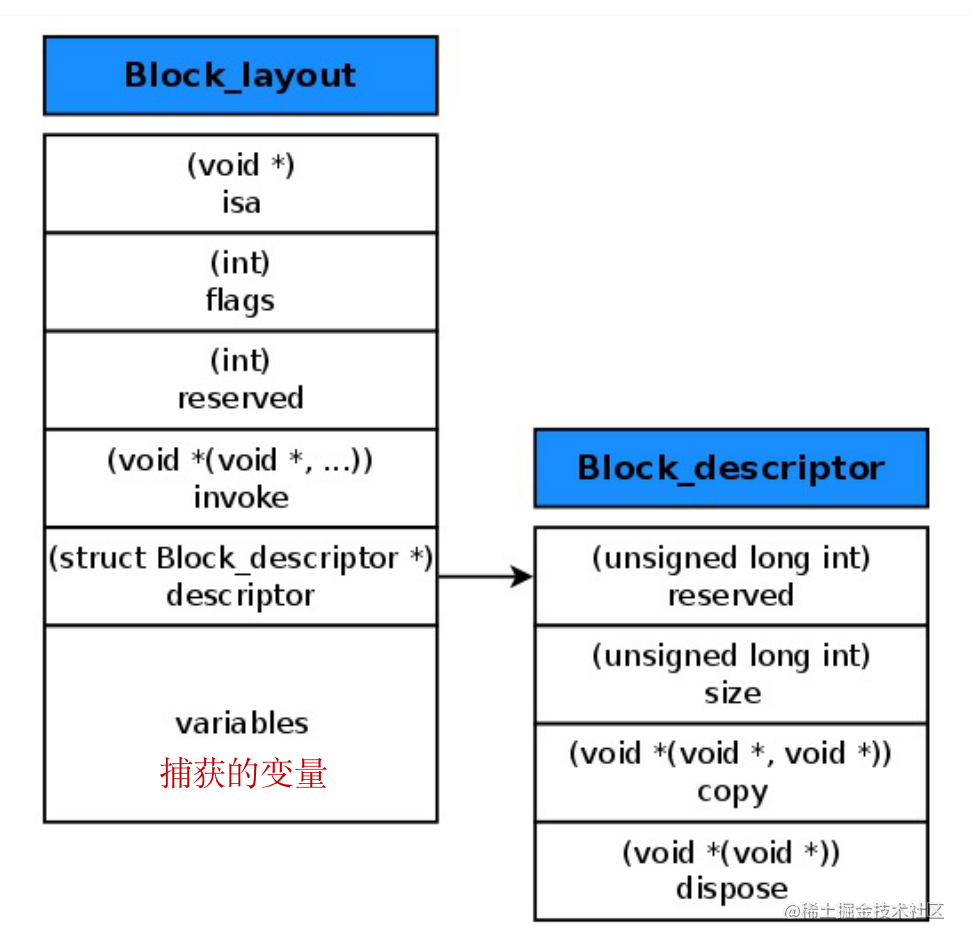 Block_layout
(void *)
isa
(int)
flags
(int)
reserved
(void *(void *, ...))
invoke
(struct Block_descriptor *)
descriptor
variables
捕获的变量
Block_descriptor
(unsigned long int)
reserved
(unsigned long int)
size
(void *(void *, void *))
copy
(void *(void *))
dispose
@稀土掘金技术社区